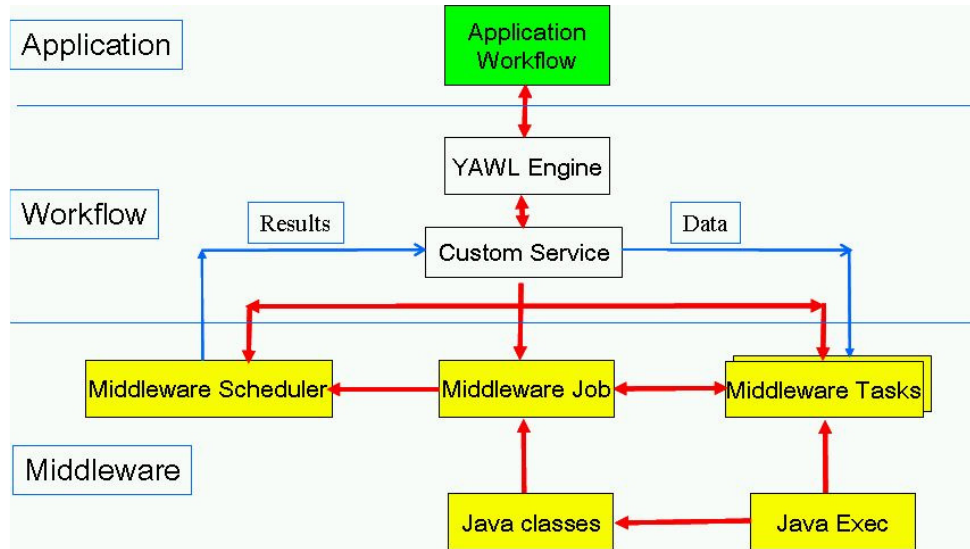 Application
Application
Workflow
YAWL Engine
Workflow
Results
Data
Custom Service
Middleware Scheduler
Middleware Job
Middleware Tasks
Middleware
Java classes
Java Exec